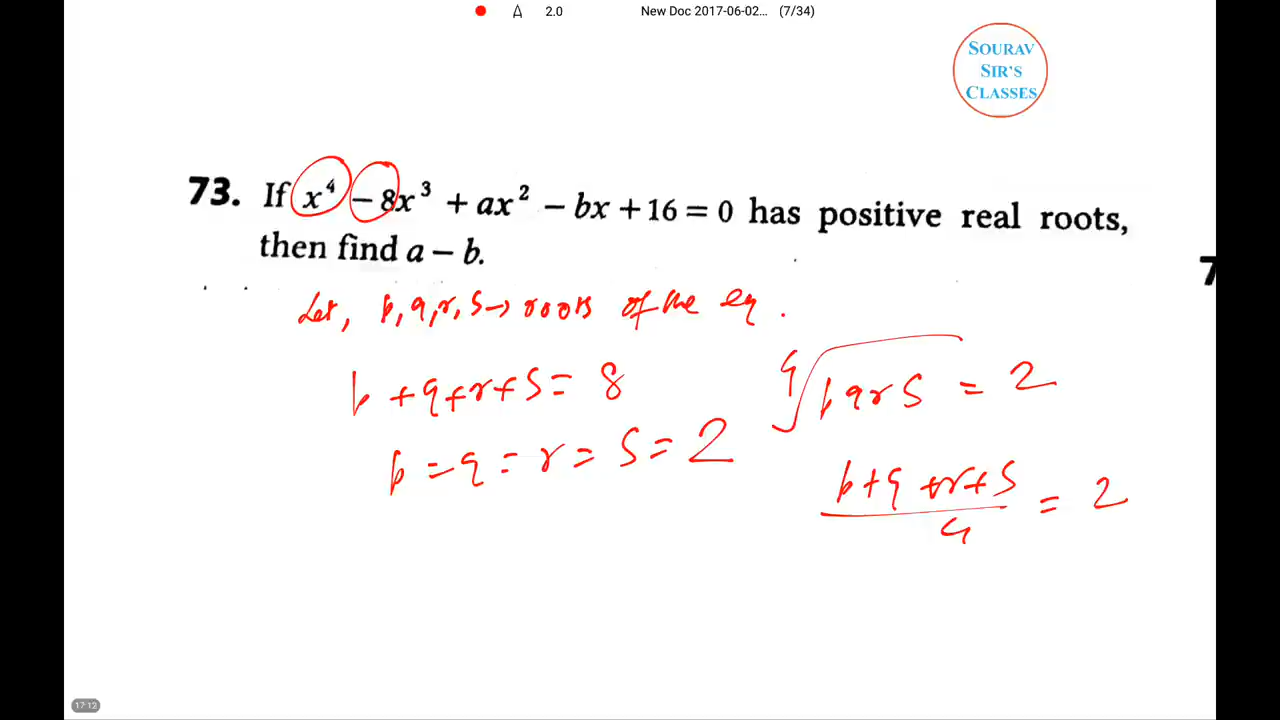 2.0 New Doc 2017-06-02... (7/34)
SOURAV
SIR'S
CLASSES
73. If x⁴ − 8x³ + ax² − bx + 16 = 0 has positive real roots,
then find a − b.
7
Let, p, q, r, s → roots of the eq.
p + q + r + s = 8
∜pqrs = 2
p = q = r = s = 2
(p + q + r + s)/4 = 2
17:12